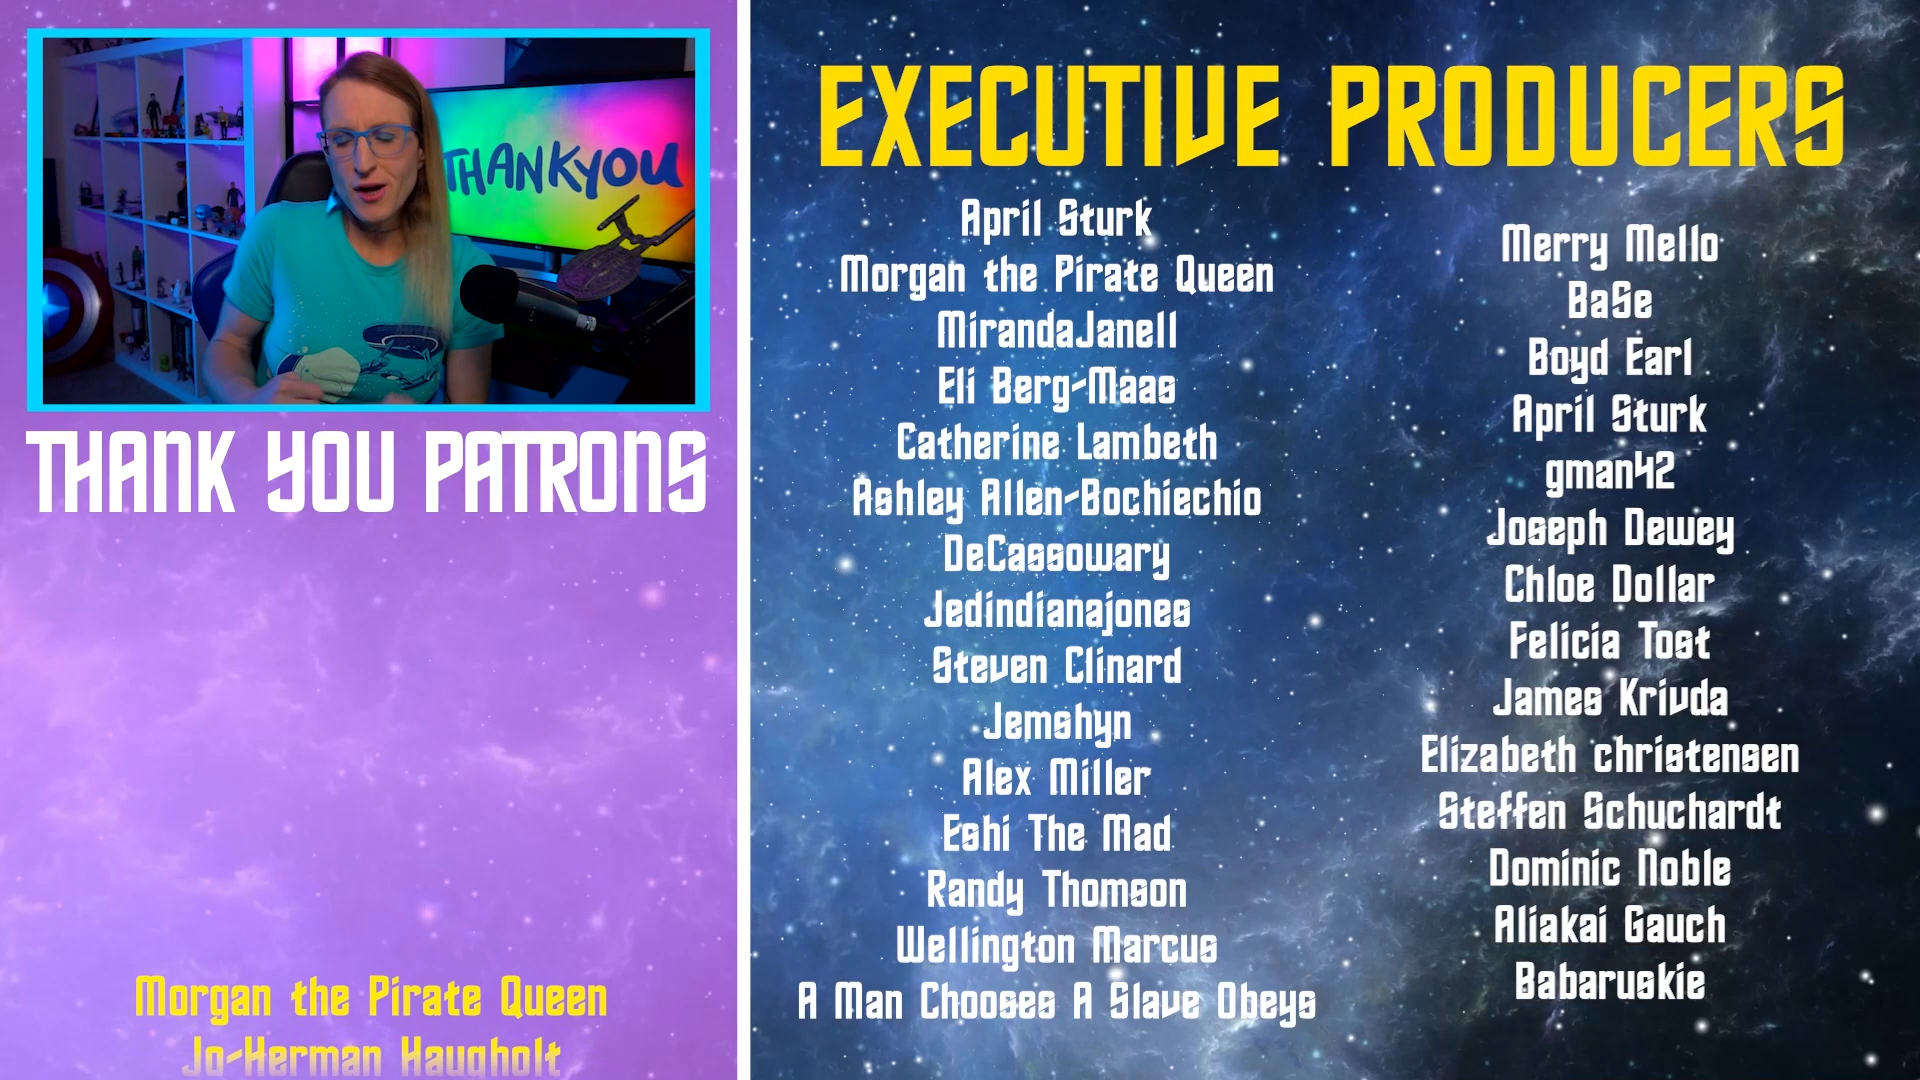 THANKYOU
THANK YOU PATRONS
Morgan the Pirate Queen
Jo-Herman Haugholt
EXECUTIVE PRODUCERS
April Sturk
Morgan the Pirate Queen
MirandaJanell
Eli Berg-Maas
Catherine Lambeth
Ashley Allen-Bochiechio
DeCassowary
Jedindianajones
Steven Clinard
Jemshyn
Alex Miller
Eshi The Mad
Randy Thomson
Wellington Marcus
A Man Chooses A Slave Obeys
Merry Mello
BaSe
Boyd Earl
April Sturk
gman42
Joseph Dewey
Chloe Dollar
Felicia Tost
James Krivda
Elizabeth christensen
Steffen Schuchardt
Dominic Noble
Aliakai Gauch
Babaruskie